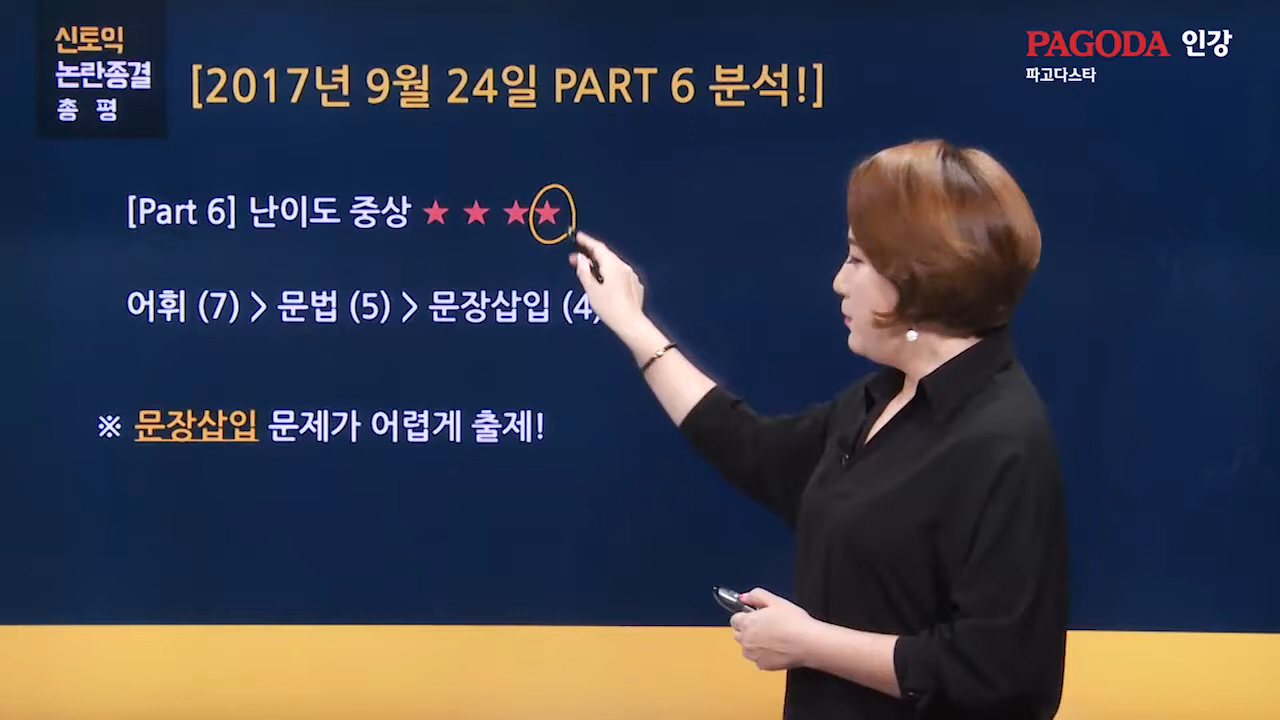 신토익
논란종결
총 평
PAGODA 인강
파고다스타
[2017년 9월 24일 PART 6 분석!]
[Part 6] 난이도 중상 ★ ★ ★ ★
어휘 (7) > 문법 (5) > 문장삽입 (4)
※ 문장삽입 문제가 어렵게 출제!